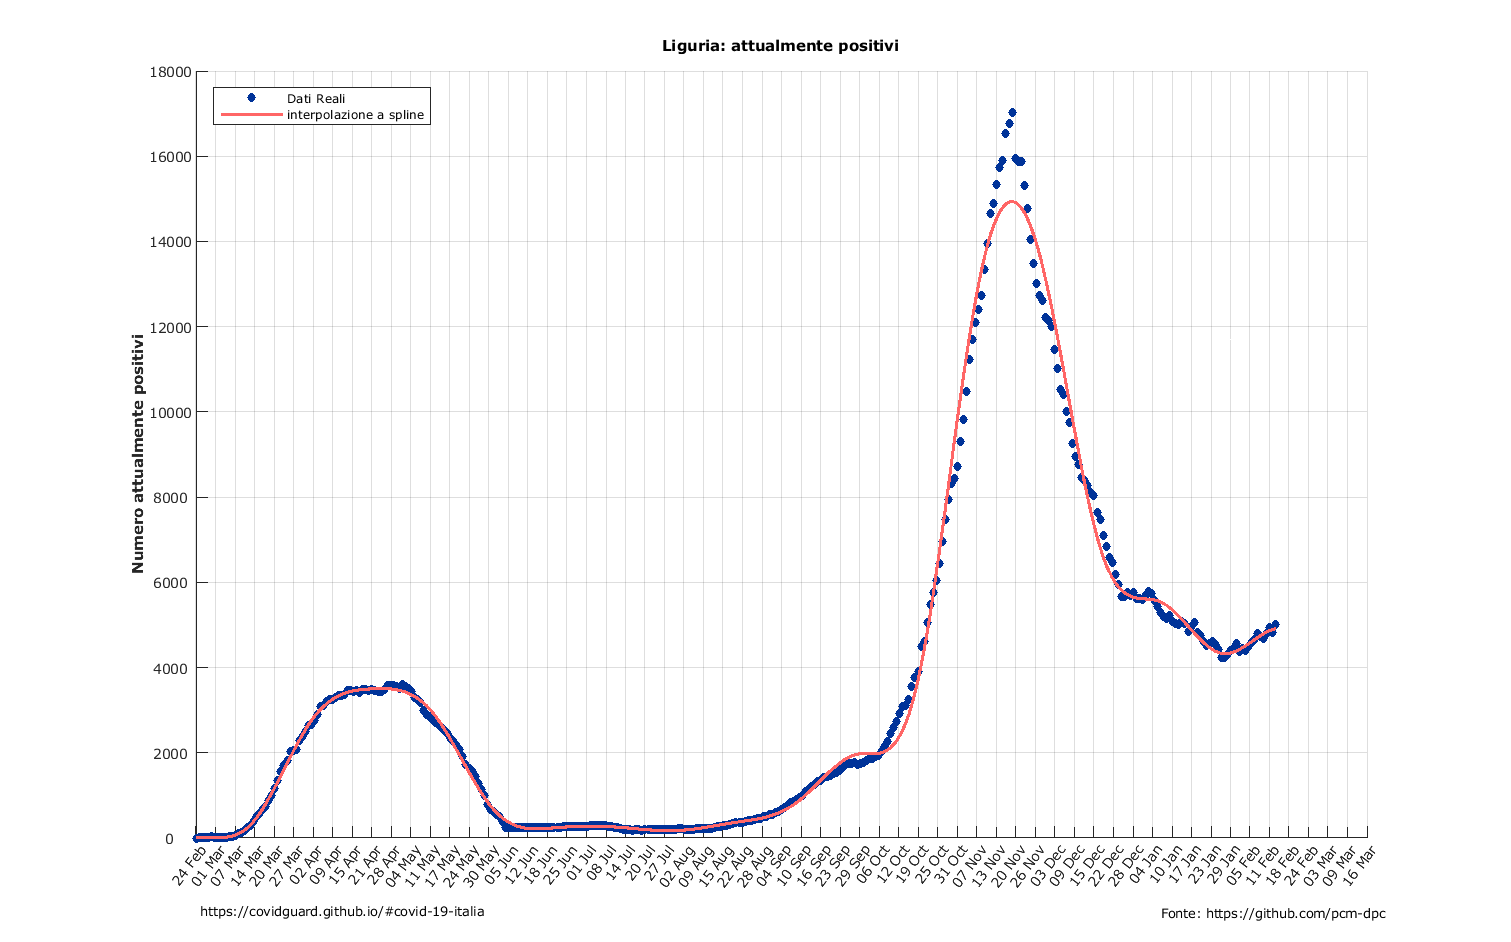 Liguria: attualmente positivi
Dati Reali
interpolazione a spline
Numero attualmente positivi
18000
16000
14000
12000
10000
8000
6000
4000
2000
0
24 Feb
01 Mar
07 Mar
14 Mar
20 Mar
27 Mar
02 Apr
09 Apr
15 Apr
21 Apr
28 Apr
04 May
11 May
17 May
24 May
30 May
05 Jun
12 Jun
18 Jun
25 Jun
01 Jul
08 Jul
14 Jul
20 Jul
27 Jul
02 Aug
09 Aug
15 Aug
22 Aug
28 Aug
04 Sep
10 Sep
16 Sep
23 Sep
29 Sep
06 Oct
12 Oct
19 Oct
25 Oct
31 Oct
07 Nov
13 Nov
20 Nov
26 Nov
03 Dec
09 Dec
15 Dec
22 Dec
28 Dec
04 Jan
10 Jan
17 Jan
23 Jan
29 Jan
05 Feb
11 Feb
18 Feb
24 Feb
03 Mar
09 Mar
16 Mar
https://covidguard.github.io/#covid-19-italia
Fonte: https://github.com/pcm-dpc